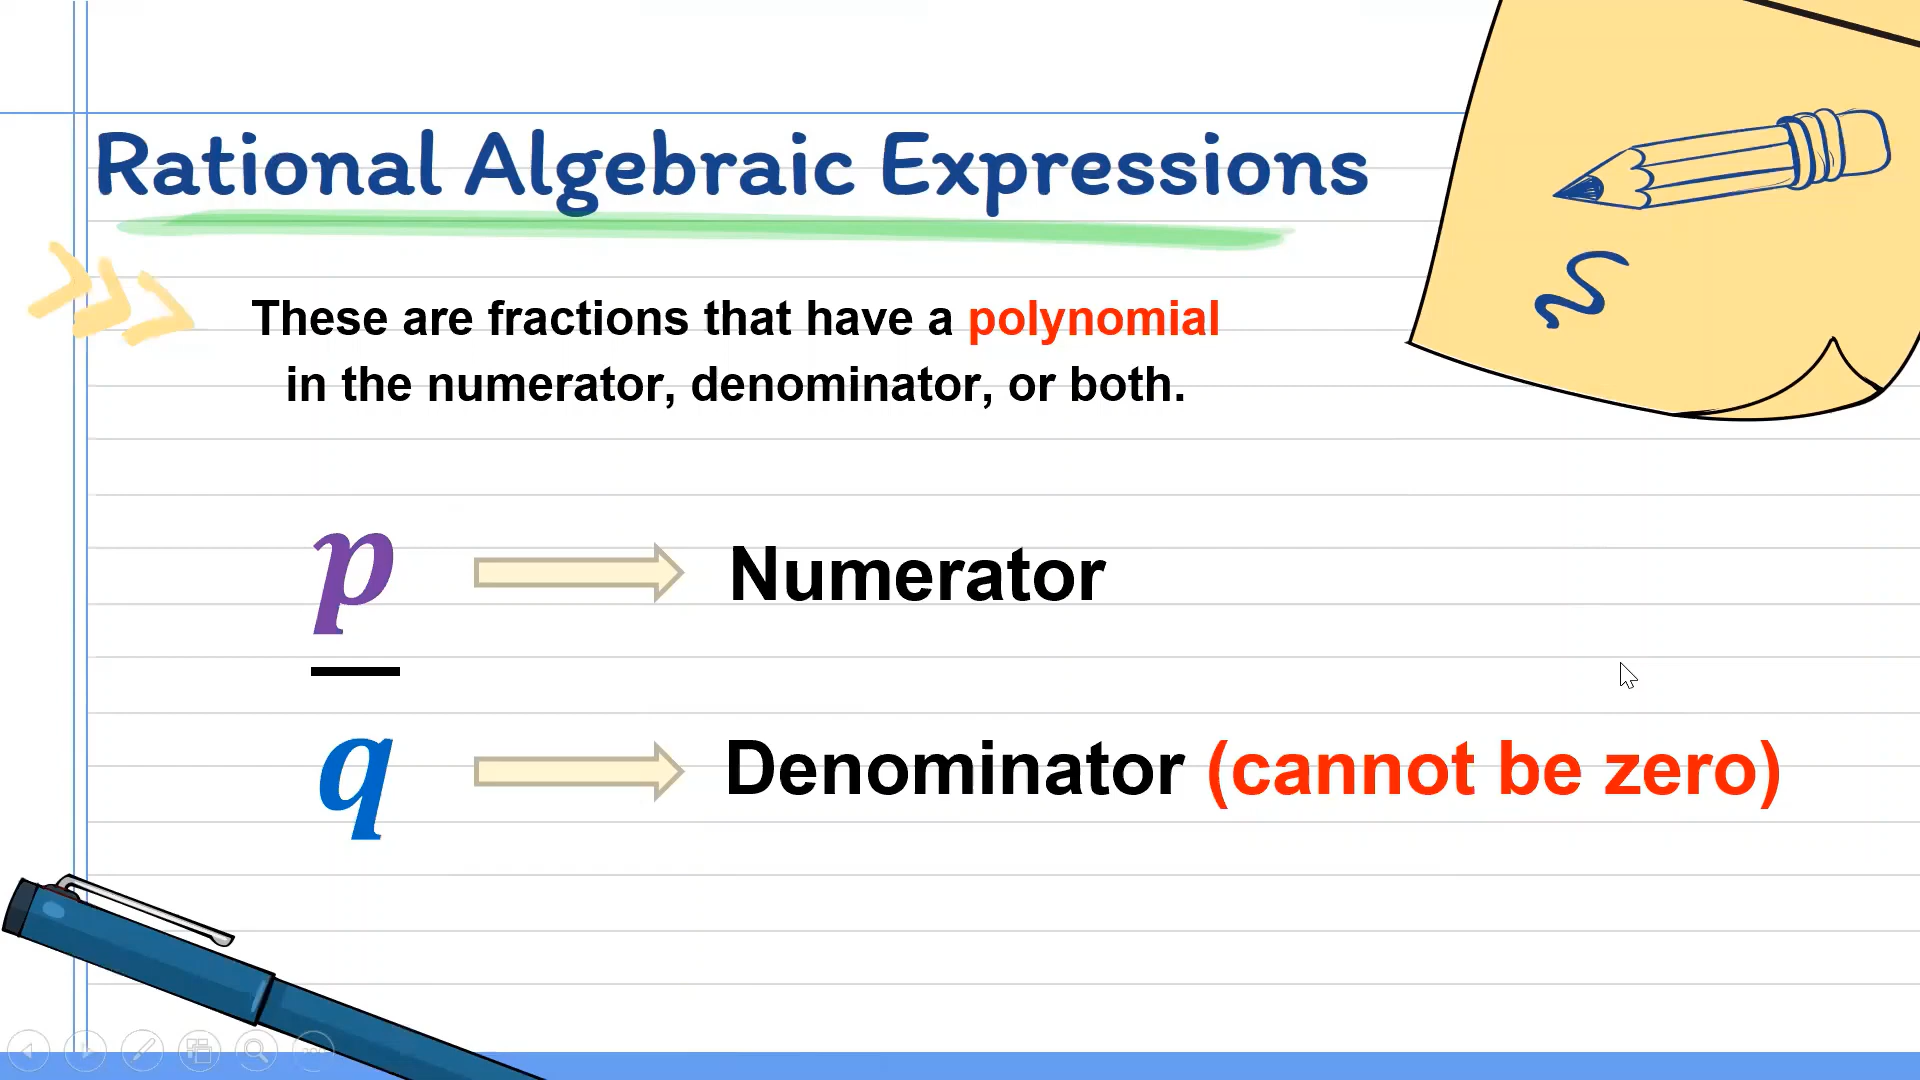 Rational Algebraic Expressions
These are fractions that have a polynomial
in the numerator, denominator, or both.
p
Numerator
q
Denominator (cannot be zero)